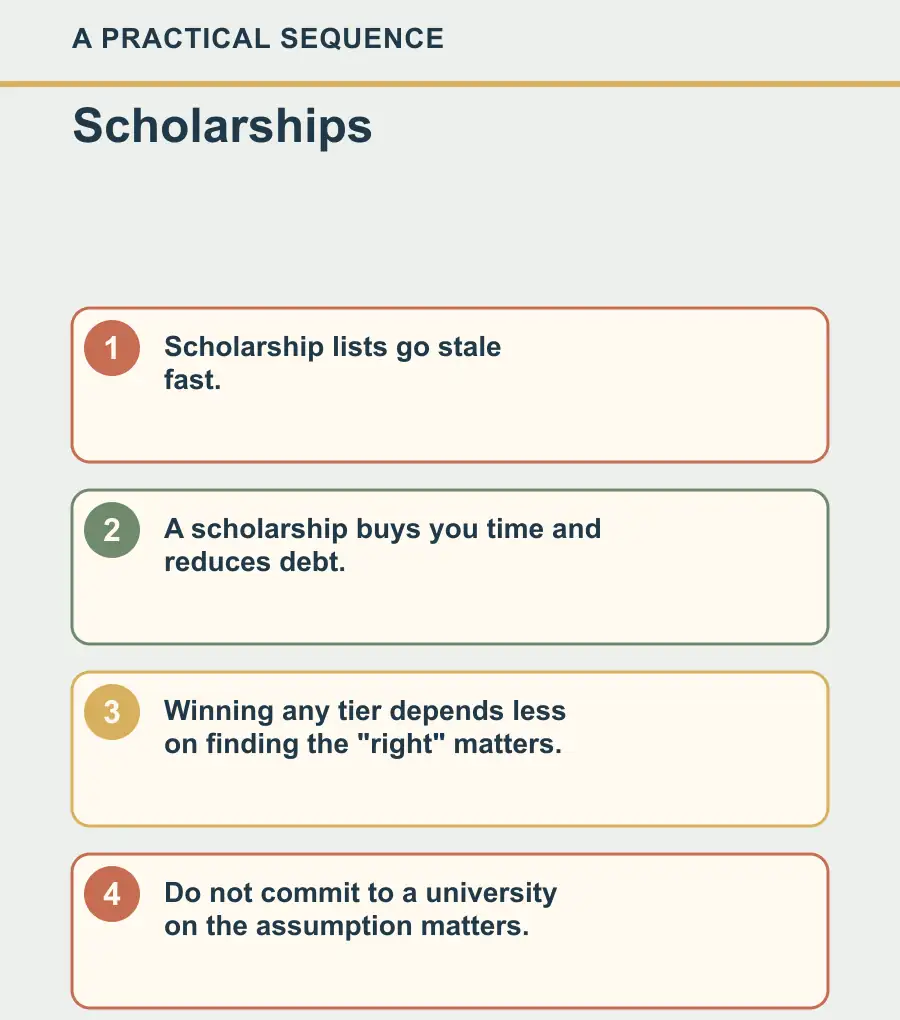 A PRACTICAL SEQUENCE
Scholarships
1
Scholarship lists go stale
fast.
2
A scholarship buys you time and
reduces debt.
3
Winning any tier depends less
on finding the "right" matters.
4
Do not commit to a university
on the assumption matters.